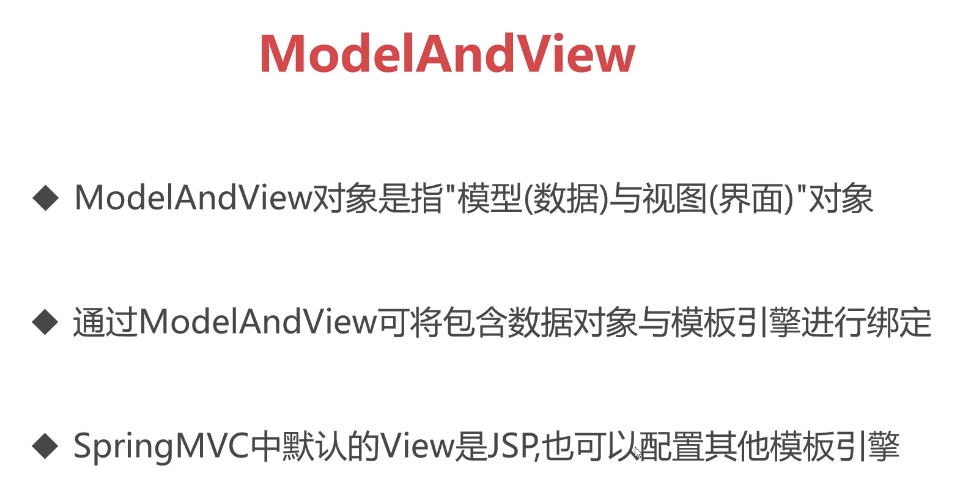 ModelAndView
◆ ModelAndView对象是指"模型(数据)与视图(界面)"对象
◆ 通过ModelAndView可将包含数据对象与模板引擎进行绑定
◆ SpringMVC中默认的View是JSP,也可以配置其他模板引擎